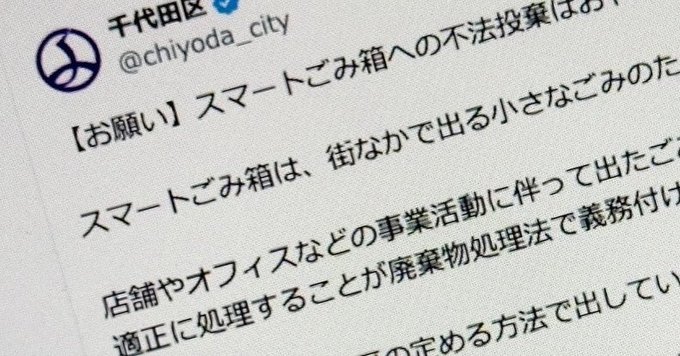 千代田区
@chiyoda_city
【お願い】スマートごみ箱への不法投棄はお
スマートごみ箱は、街なかで出る小さなごみのた
店舗やオフィスなどの事業活動に伴って出たごみ
適正に処理することが廃棄物処理法で義務付け
の定める方法で出してい